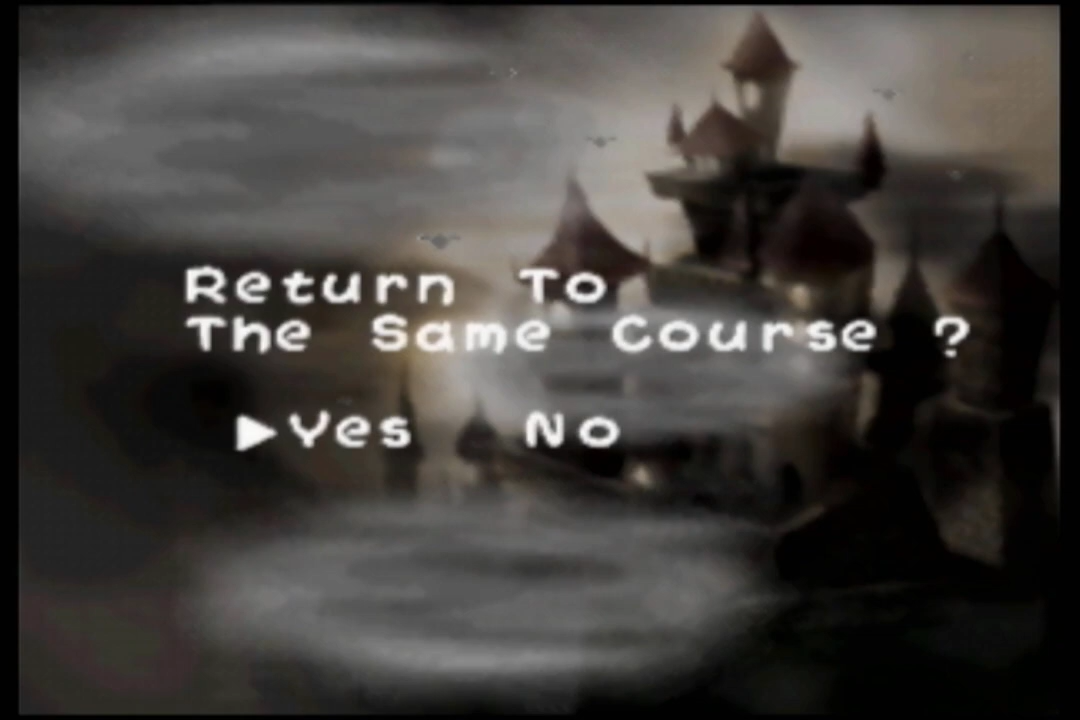 Return To
The Same Course ?
▶Yes No